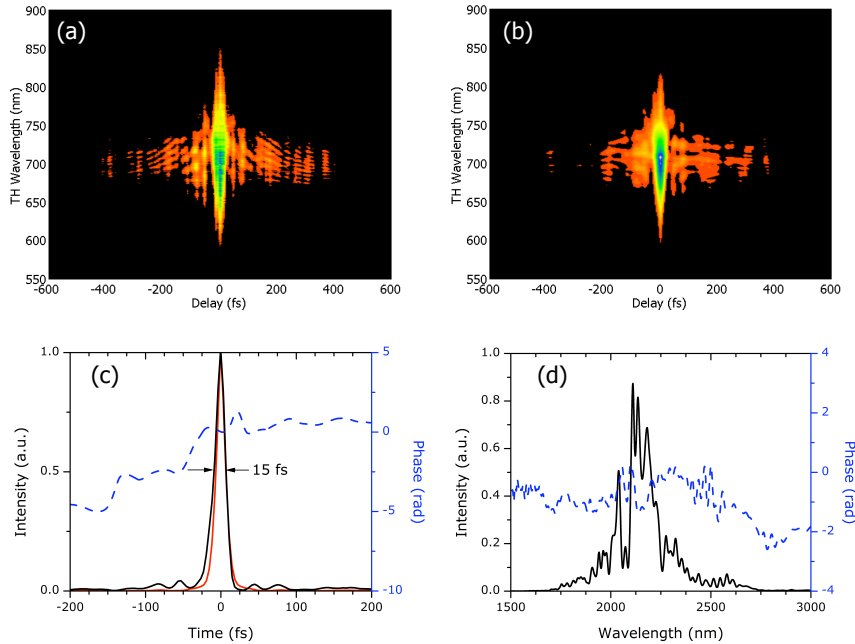 (a)
TH Wavelength (nm)
900
850
800
750
700
650
600
550
-600 -400 -200 0 200 400 600
Delay (fs)
(b)
TH Wavelength (nm)
900
850
800
750
700
650
600
550
-600 -400 -200 0 200 400 600
Delay (fs)
(c)
Intensity (a.u.)
1.0
0.5
0.0
15 fs
5
0
-5
-10
Phase (rad)
-200 -100 0 100 200
Time (fs)
(d)
Intensity (a.u.)
1.0
0.8
0.6
0.4
0.2
0.0
4
2
0
-2
-4
Phase (rad)
1500 2000 2500 3000
Wavelength (nm)